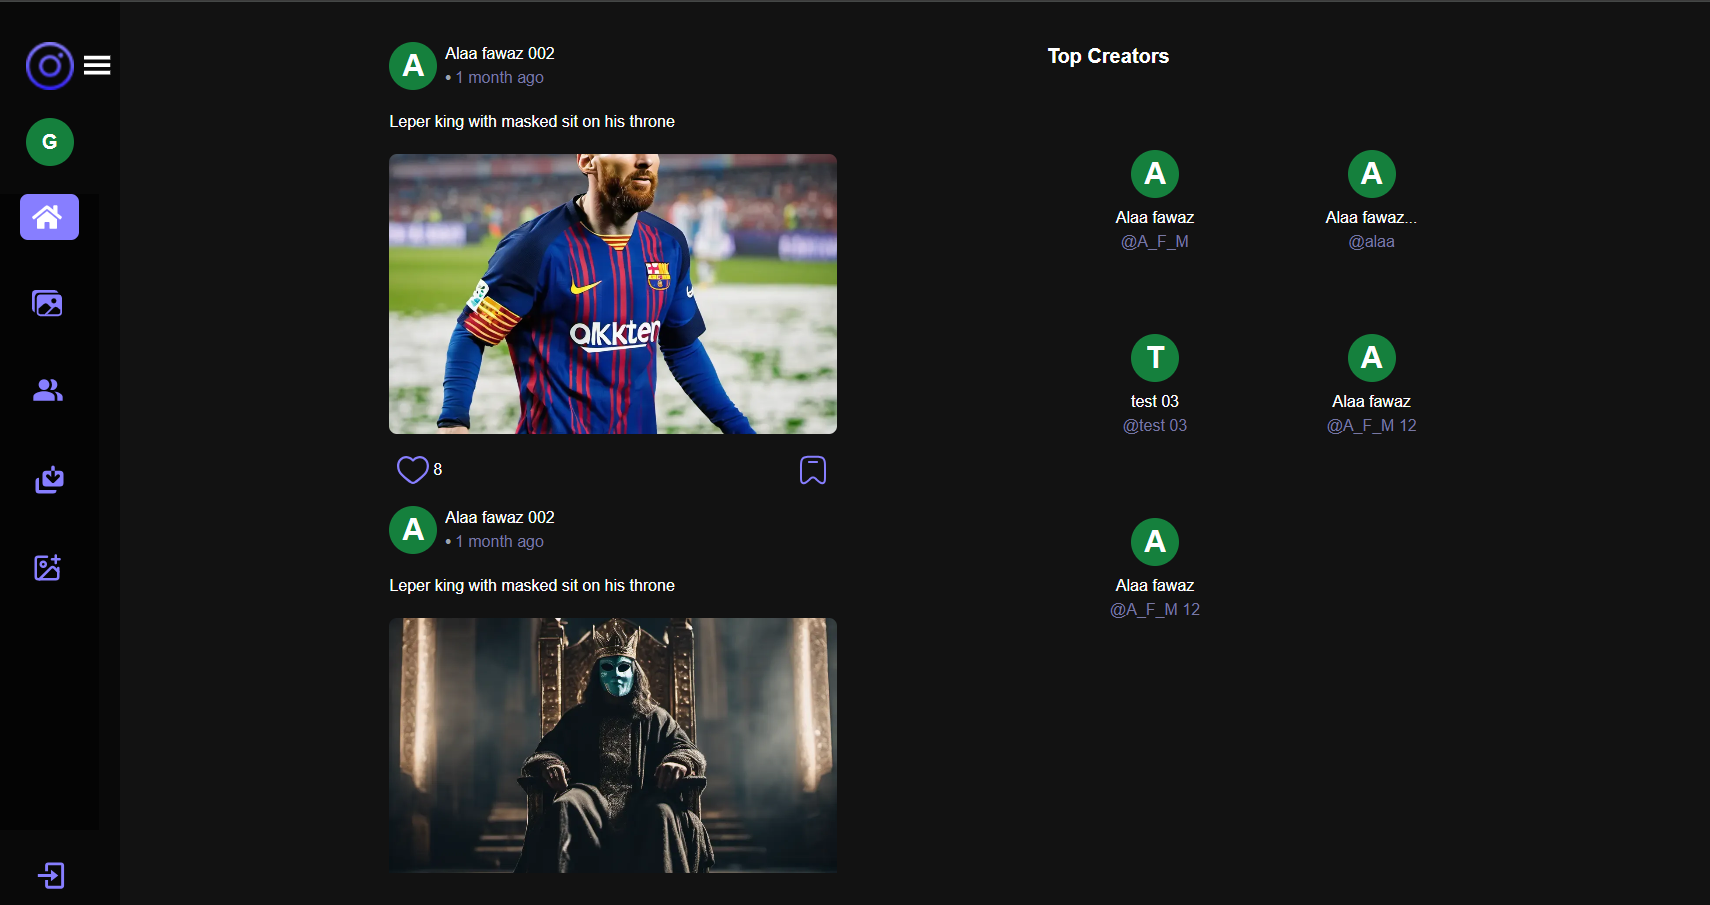 G
A
Alaa fawaz 002
• 1 month ago
Leper king with masked sit on his throne
alkkten
8
A
Alaa fawaz 002
• 1 month ago
Leper king with masked sit on his throne
Top Creators
A
Alaa fawaz
@A_F_M
A
Alaa fawaz...
@alaa
T
test 03
@test 03
A
Alaa fawaz
@A_F_M 12
A
Alaa fawaz
@A_F_M 12